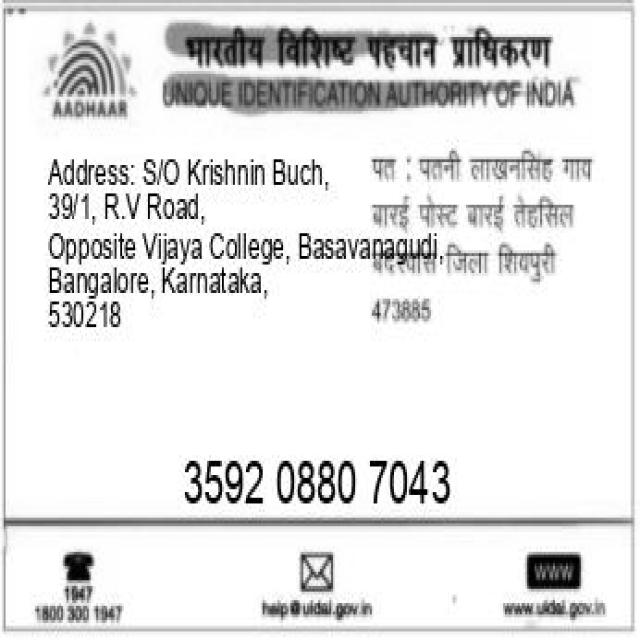 भारतीय विशिष्ट पहचान प्राधिकरण
UNIQUE IDENTIFICATION AUTHORITY OF INDIA
AADHAAR
Address: S/O Krishnin Buch,
39/1, R.V Road,
Opposite Vijaya College, Basavanagudi,
Bangalore, Karnataka,
530218
पत : पतनी लाखनसिंह गाय
बारई पोस्ट बारई तेहसिल
जिला शिवपुरी
473885
3592 0880 7043
1947
1800 300 1947
help@uidai.gov.in
WWW
www.uidai.gov.in